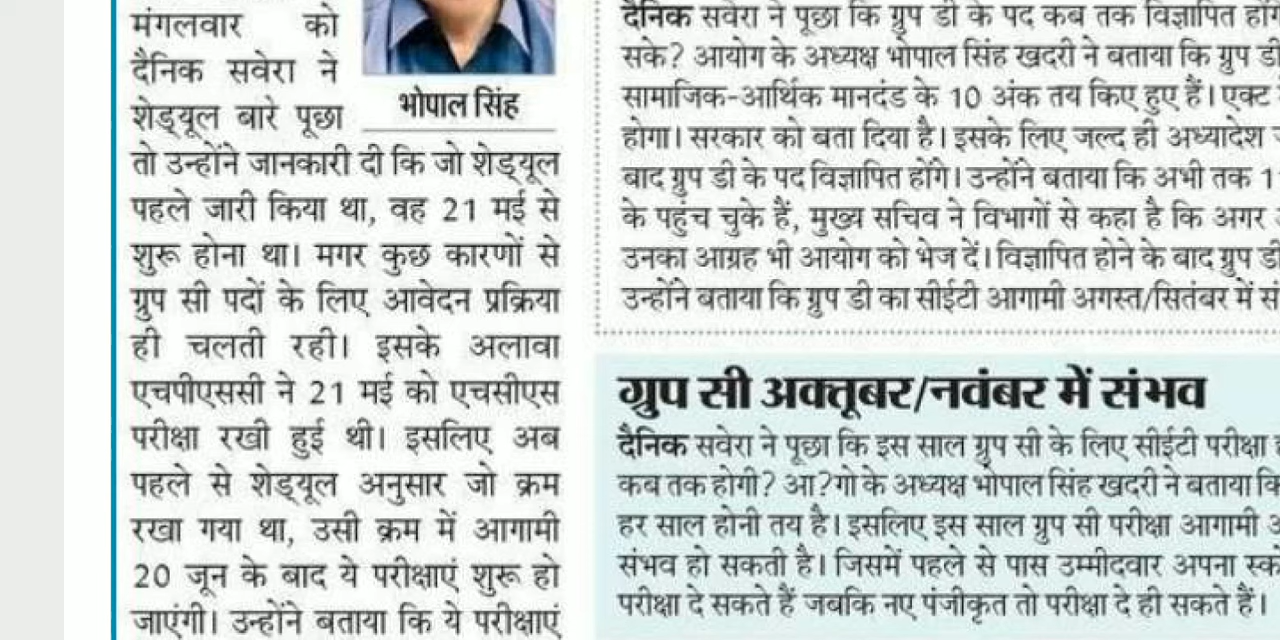 मंगलवार को
दैनिक सवेरा ने
शेड्यूल बारे पूछा
भोपाल सिंह
तो उन्होंने जानकारी दी कि जो शेड्यूल
पहले जारी किया था, वह 21 मई से
शुरू होना था। मगर कुछ कारणों से
ग्रुप सी पदों के लिए आवेदन प्रक्रिया
ही चलती रही। इसके अलावा
एचपीएससी ने 21 मई को एचसीएस
परीक्षा रखी हुई थी। इसलिए अब
पहले से शेड्यूल अनुसार जो क्रम
रखा गया था, उसी क्रम में आगामी
20 जून के बाद ये परीक्षाएं शुरू हो
जाएंगी। उन्होंने बताया कि ये परीक्षाएं
दैनिक सवेरा ने पूछा कि ग्रुप डी के पद कब तक विज्ञापित
सके? आयोग के अध्यक्ष भोपाल सिंह खदरी ने बताया कि ग्रुप डी
सामाजिक-आर्थिक मानदंड के 10 अंक तय किए हुए हैं। एक्ट
होगा। सरकार को बता दिया है। इसके लिए जल्द ही अध्यादेश
बाद ग्रुप डी के पद विज्ञापित होंगे। उन्होंने बताया कि अभी तक
के पहुंच चुके हैं, मुख्य सचिव ने विभागों से कहा है कि अगर
उनका आग्रह भी आयोग को भेज दें। विज्ञापित होने के बाद ग्रुप डी
उन्होंने बताया कि ग्रुप डी का सीईटी आगामी अगस्त/सितंबर में
ग्रुप सी अक्तूबर/नवंबर में संभव
दैनिक सवेरा ने पूछा कि इस साल ग्रुप सी के लिए सीईटी परीक्षा
कब तक होगी? आ?गो के अध्यक्ष भोपाल सिंह खदरी ने बताया कि
हर साल होनी तय है। इसलिए इस साल ग्रुप सी परीक्षा आगामी
संभव हो सकती है। जिसमें पहले से पास उम्मीदवार अपना
परीक्षा दे सकते हैं जबकि नए पंजीकृत तो परीक्षा दे ही सकते हैं।